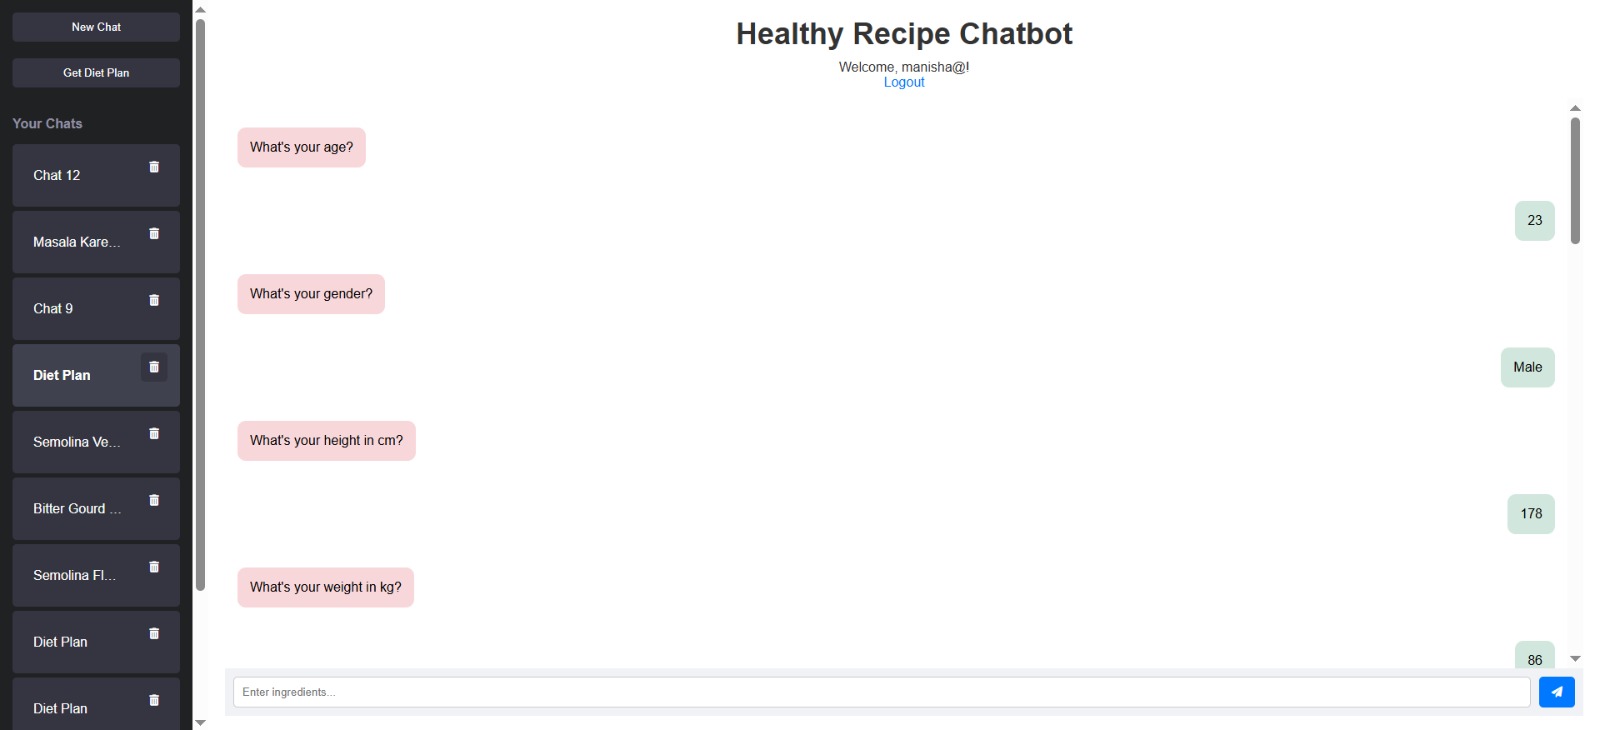 New Chat
Get Diet Plan
Your Chats
Chat 12
Masala Kare...
Chat 9
Diet Plan
Semolina Ve...
Bitter Gourd ...
Semolina Fl...
Diet Plan
Diet Plan
Healthy Recipe Chatbot
Welcome, manisha@!
Logout
What's your age?
23
What's your gender?
Male
What's your height in cm?
178
What's your weight in kg?
86
Enter ingredients...